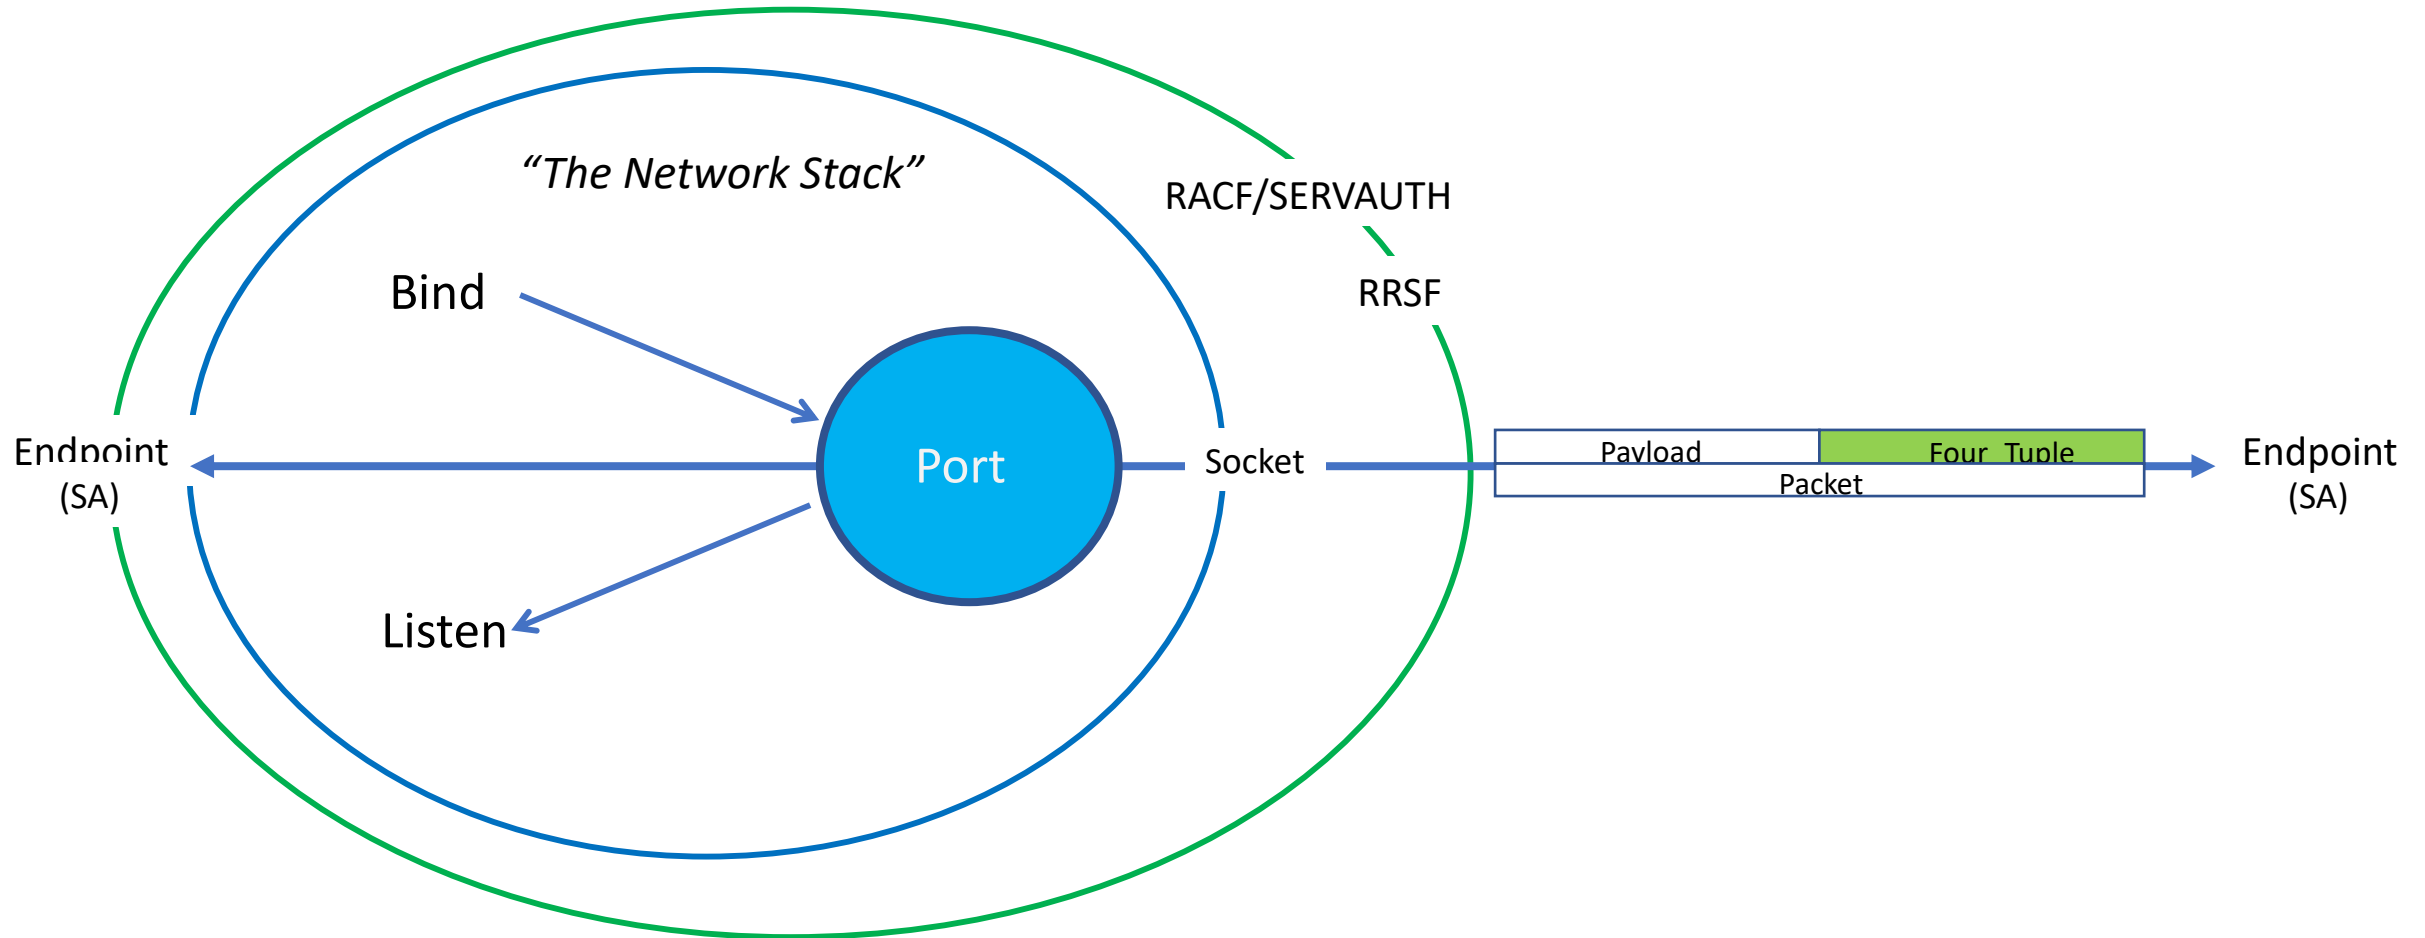 “The Network Stack”
RACF/SERVAUTH
Bind
RRSF
Endpoint
(SA)
Port
Socket
Payload
Four Tuple
Packet
Endpoint
(SA)
Listen